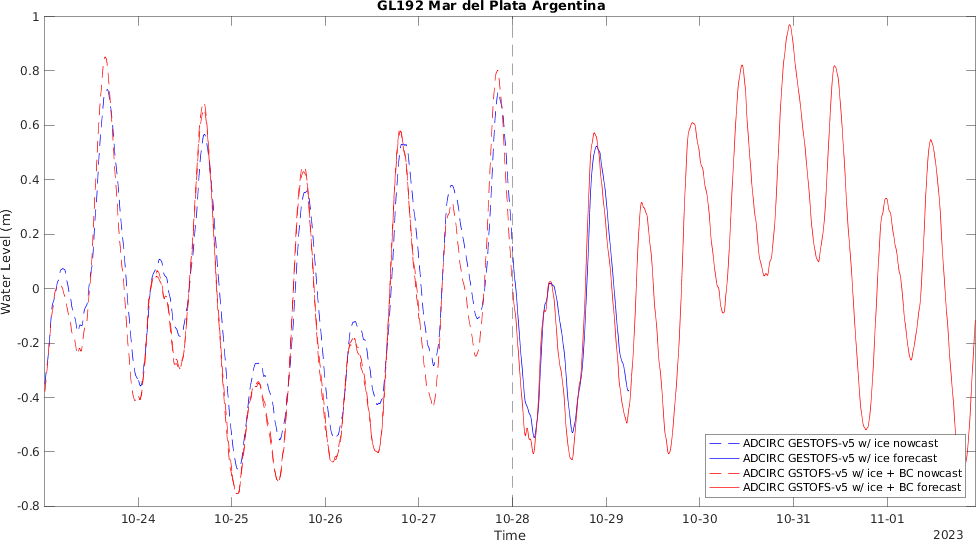 GL192 Mar del Plata Argentina
1
0.8
0.6
0.4
0.2
0
-0.2
-0.4
-0.6
-0.8
Water Level (m)
10-24 10-25 10-26 10-27 10-28 10-29 10-30 10-31 11-01
Time
2023
ADCIRC GESTOFS-v5 w/ ice nowcast
ADCIRC GESTOFS-v5 w/ ice forecast
ADCIRC GSTOFS-v5 w/ ice + BC nowcast
ADCIRC GSTOFS-v5 w/ ice + BC forecast